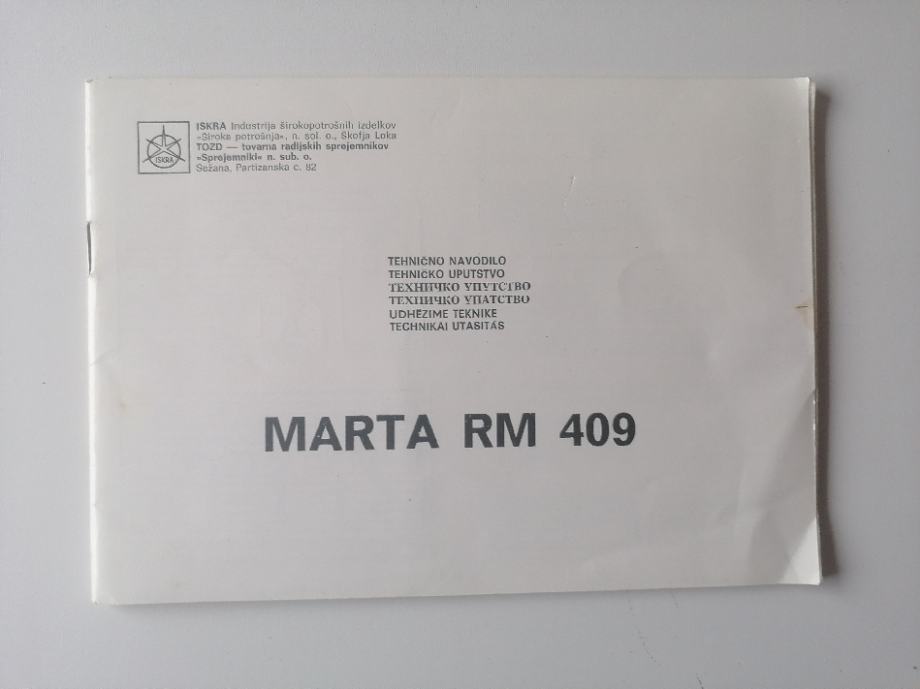 ISKRA
ISKRA Industrija širokopotrošnih izdelkov
»Široka potrošnja«, n. sol. o., Škofja Loka
TOZD — tovarna radijskih sprejemnikov
»Sprejemniki« n. sub. o.
Sežana, Partizanska c. 82
TEHNIČNO NAVODILO
TEHNIČKO UPUTSTVO
ТЕХНИЧКО УПУТСТВО
ТЕХНИЧКО УПАТСТВО
UDHËZIME TEKNIKE
TECHNIKAI UTASITÁS
MARTA RM 409